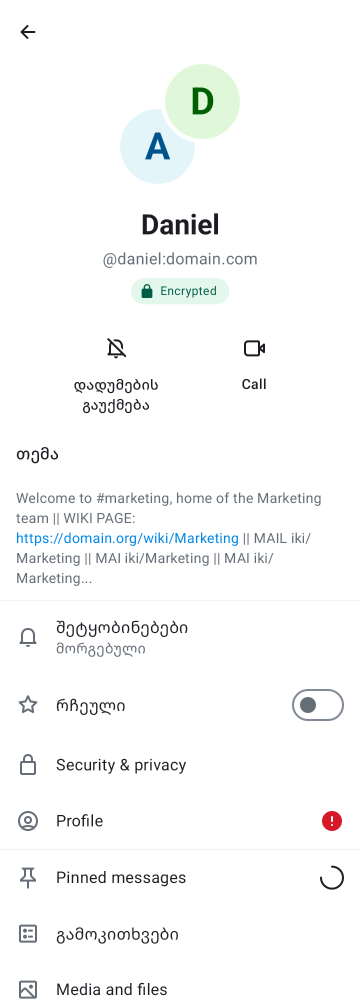 D
A
Daniel
@daniel:domain.com
Encrypted
დადუმების
გაუქმება
Call
თემა
Welcome to #marketing, home of the Marketing
team || WIKI PAGE:
https://domain.org/wiki/Marketing || MAIL iki/
Marketing || MAI iki/Marketing || MAI iki/
Marketing...
შეტყობინებები
მორგებული
რჩეული
Security & privacy
Profile
Pinned messages
გამოკითხვები
Media and files